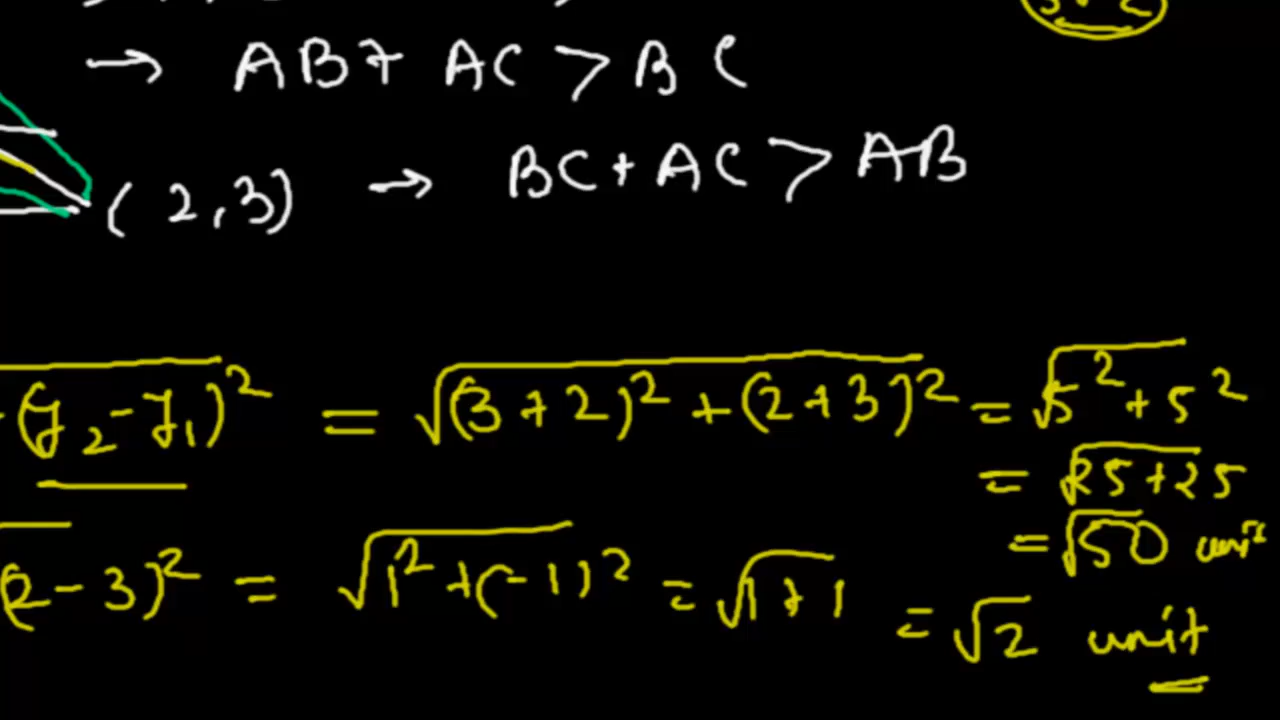 → AB + AC > BC
(2,3) → BC + AC > AB
(y₂-y₁)² = √(3+2)² + (2+3)² = √5² + 5²
= √25+25
= √50 unit
(2-3)² = √1² + (-1)² = √1+1 = √2 unit